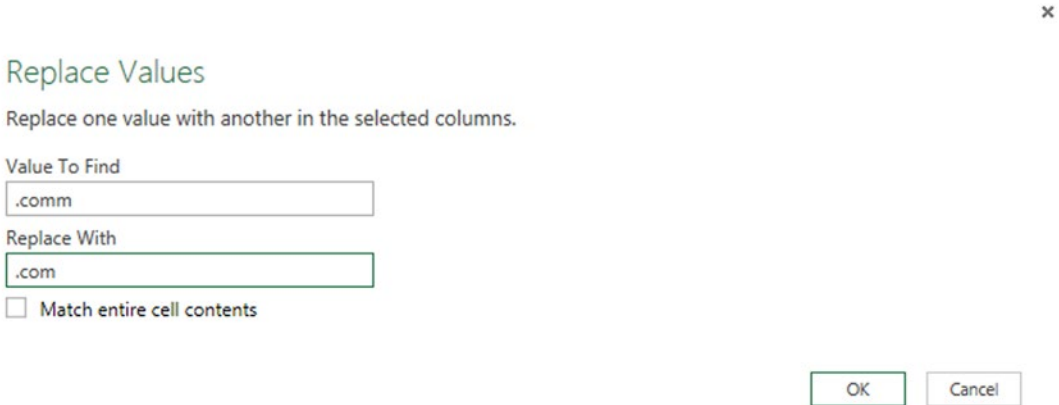 Replace Values
Replace one value with another in the selected columns.
Value To Find
.comm
Replace With
.com
Match entire cell contents
OK Cancel